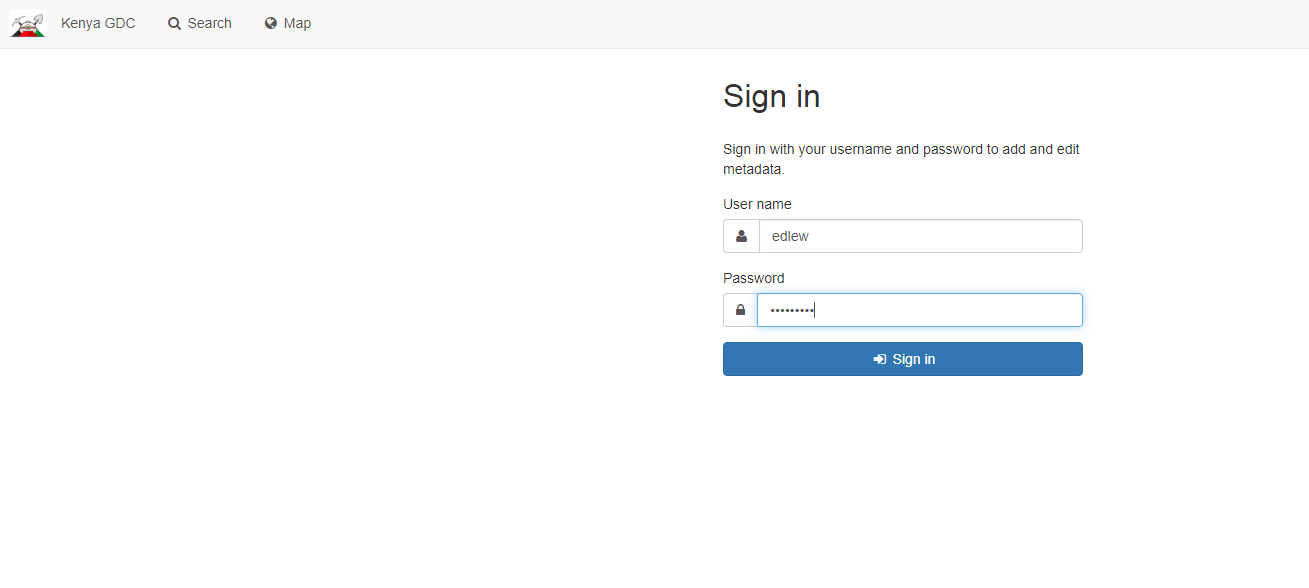 Kenya GDC Search Map
Sign in
Sign in with your username and password to add and edit
metadata.
User name
edlew
Password
•••••••••
Sign in